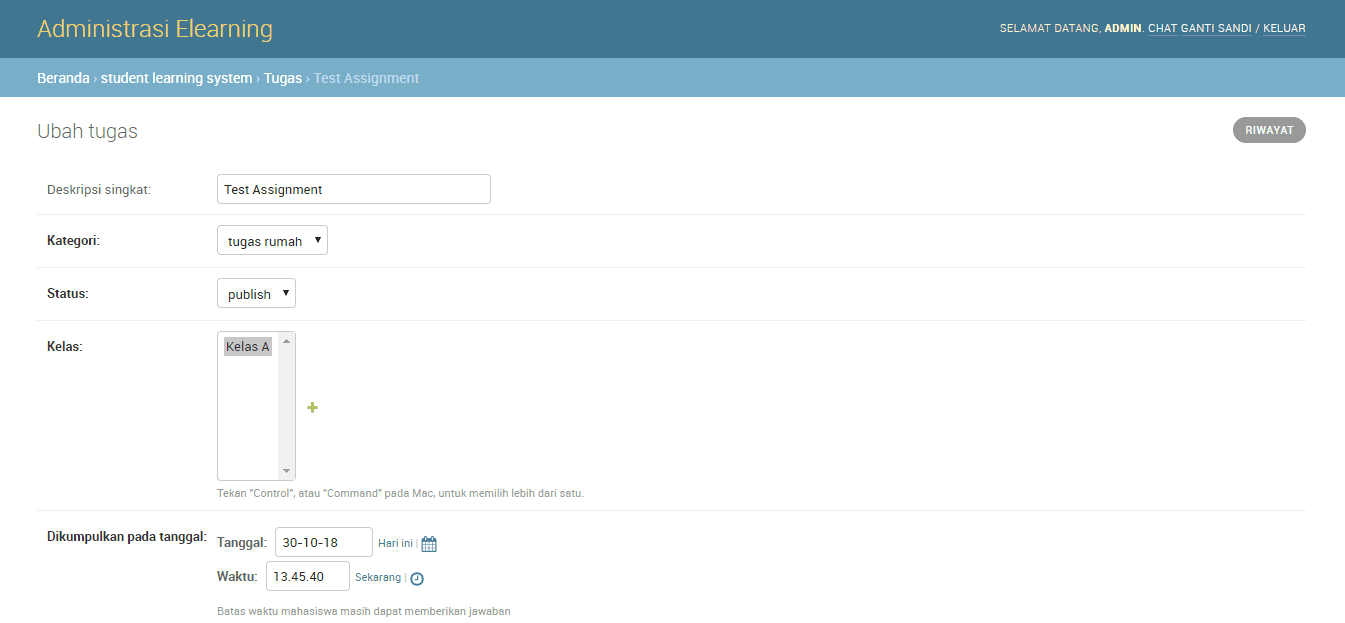 Administrasi Elearning
SELAMAT DATANG, ADMIN. CHAT GANTI SANDI / KELUAR
Beranda › student learning system › Tugas › Test Assignment
Ubah tugas
RIWAYAT
Deskripsi singkat: Test Assignment
Kategori: tugas rumah
Status: publish
Kelas: Kelas A
Tekan "Control", atau "Command" pada Mac, untuk memilih lebih dari satu.
Dikumpulkan pada tanggal: Tanggal: 30-10-18 Hari ini |
Waktu: 13.45.40 Sekarang |
Batas waktu mahasiswa masih dapat memberikan jawaban